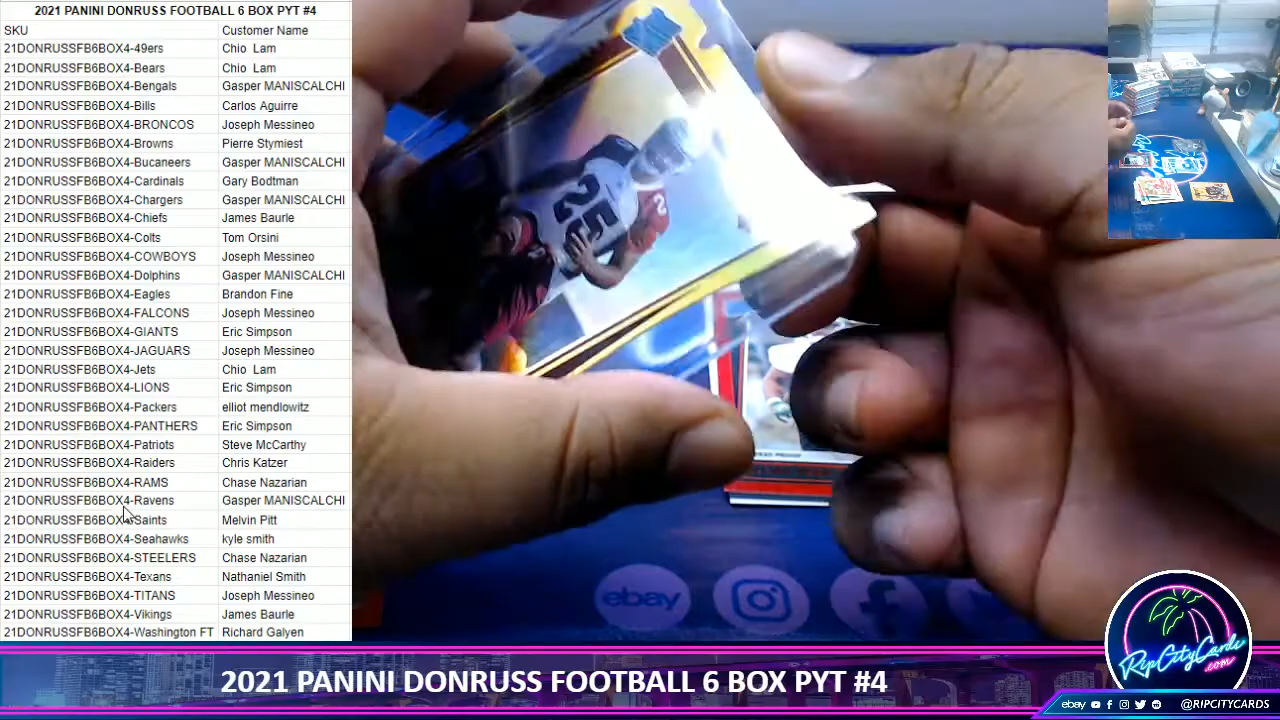 2021 PANINI DONRUSS FOOTBALL 6 BOX PYT #4
SKU Customer Name
21DONRUSSFB6BOX4-49ers Chio Lam
21DONRUSSFB6BOX4-Bears Chio Lam
21DONRUSSFB6BOX4-Bengals Gasper MANISCALCHI
21DONRUSSFB6BOX4-Bills Carlos Aguirre
21DONRUSSFB6BOX4-BRONCOS Joseph Messineo
21DONRUSSFB6BOX4-Browns Pierre Stymiest
21DONRUSSFB6BOX4-Bucaneers Gasper MANISCALCHI
21DONRUSSFB6BOX4-Cardinals Gary Bodtman
21DONRUSSFB6BOX4-Chargers Gasper MANISCALCHI
21DONRUSSFB6BOX4-Chiefs James Baurle
21DONRUSSFB6BOX4-Colts Tom Orsini
21DONRUSSFB6BOX4-COWBOYS Joseph Messineo
21DONRUSSFB6BOX4-Dolphins Gasper MANISCALCHI
21DONRUSSFB6BOX4-Eagles Brandon Fine
21DONRUSSFB6BOX4-FALCONS Joseph Messineo
21DONRUSSFB6BOX4-GIANTS Eric Simpson
21DONRUSSFB6BOX4-JAGUARS Joseph Messineo
21DONRUSSFB6BOX4-Jets Chio Lam
21DONRUSSFB6BOX4-LIONS Eric Simpson
21DONRUSSFB6BOX4-Packers elliot mendlowitz
21DONRUSSFB6BOX4-PANTHERS Eric Simpson
21DONRUSSFB6BOX4-Patriots Steve McCarthy
21DONRUSSFB6BOX4-Raiders Chris Katzer
21DONRUSSFB6BOX4-RAMS Chase Nazarian
21DONRUSSFB6BOX4-Ravens Gasper MANISCALCHI
21DONRUSSFB6BOX4-Saints Melvin Pitt
21DONRUSSFB6BOX4-Seahawks kyle smith
21DONRUSSFB6BOX4-STEELERS Chase Nazarian
21DONRUSSFB6BOX4-Texans Nathaniel Smith
21DONRUSSFB6BOX4-TITANS Joseph Messineo
21DONRUSSFB6BOX4-Vikings James Baurle
21DONRUSSFB6BOX4-Washington FT Richard Galyen
25
2
ebay
RipCityCards
.com
2021 PANINI DONRUSS FOOTBALL 6 BOX PYT #4
ebay @RIPCITYCARDS